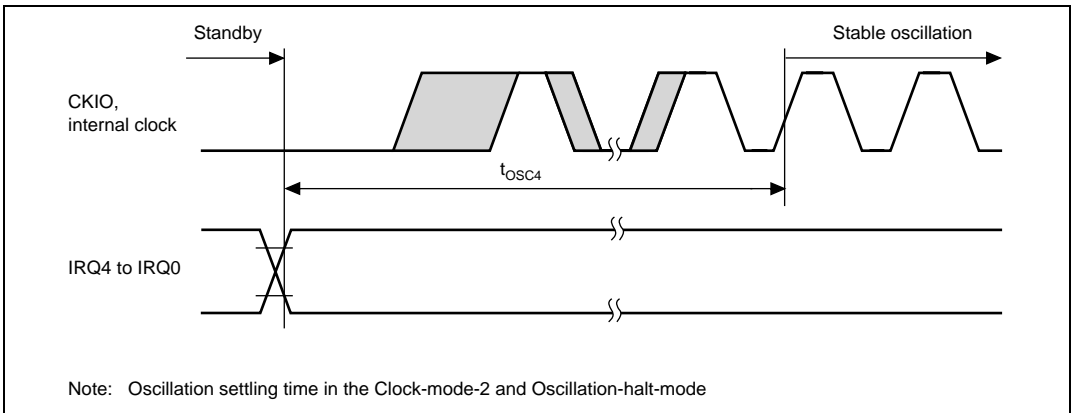 Standby
Stable oscillation
CKIO,
internal clock
tOSC4
IRQ4 to IRQ0
Note: Oscillation settling time in the Clock-mode-2 and Oscillation-halt-mode